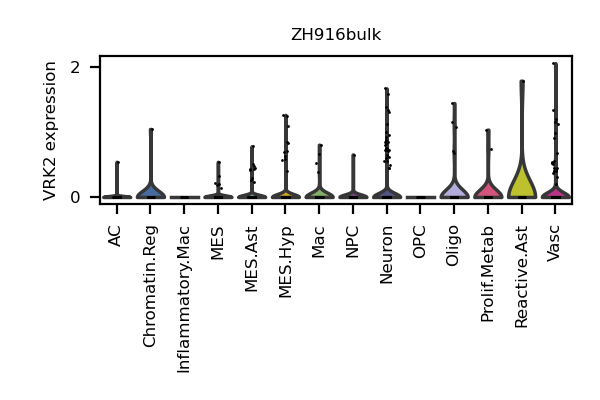 ZH916bulk
VRK2 expression
2
0
AC
Chromatin.Reg
Inflammatory.Mac
MES
MES.Ast
MES.Hyp
Mac
NPC
Neuron
OPC
Oligo
Prolif.Metab
Reactive.Ast
Vasc